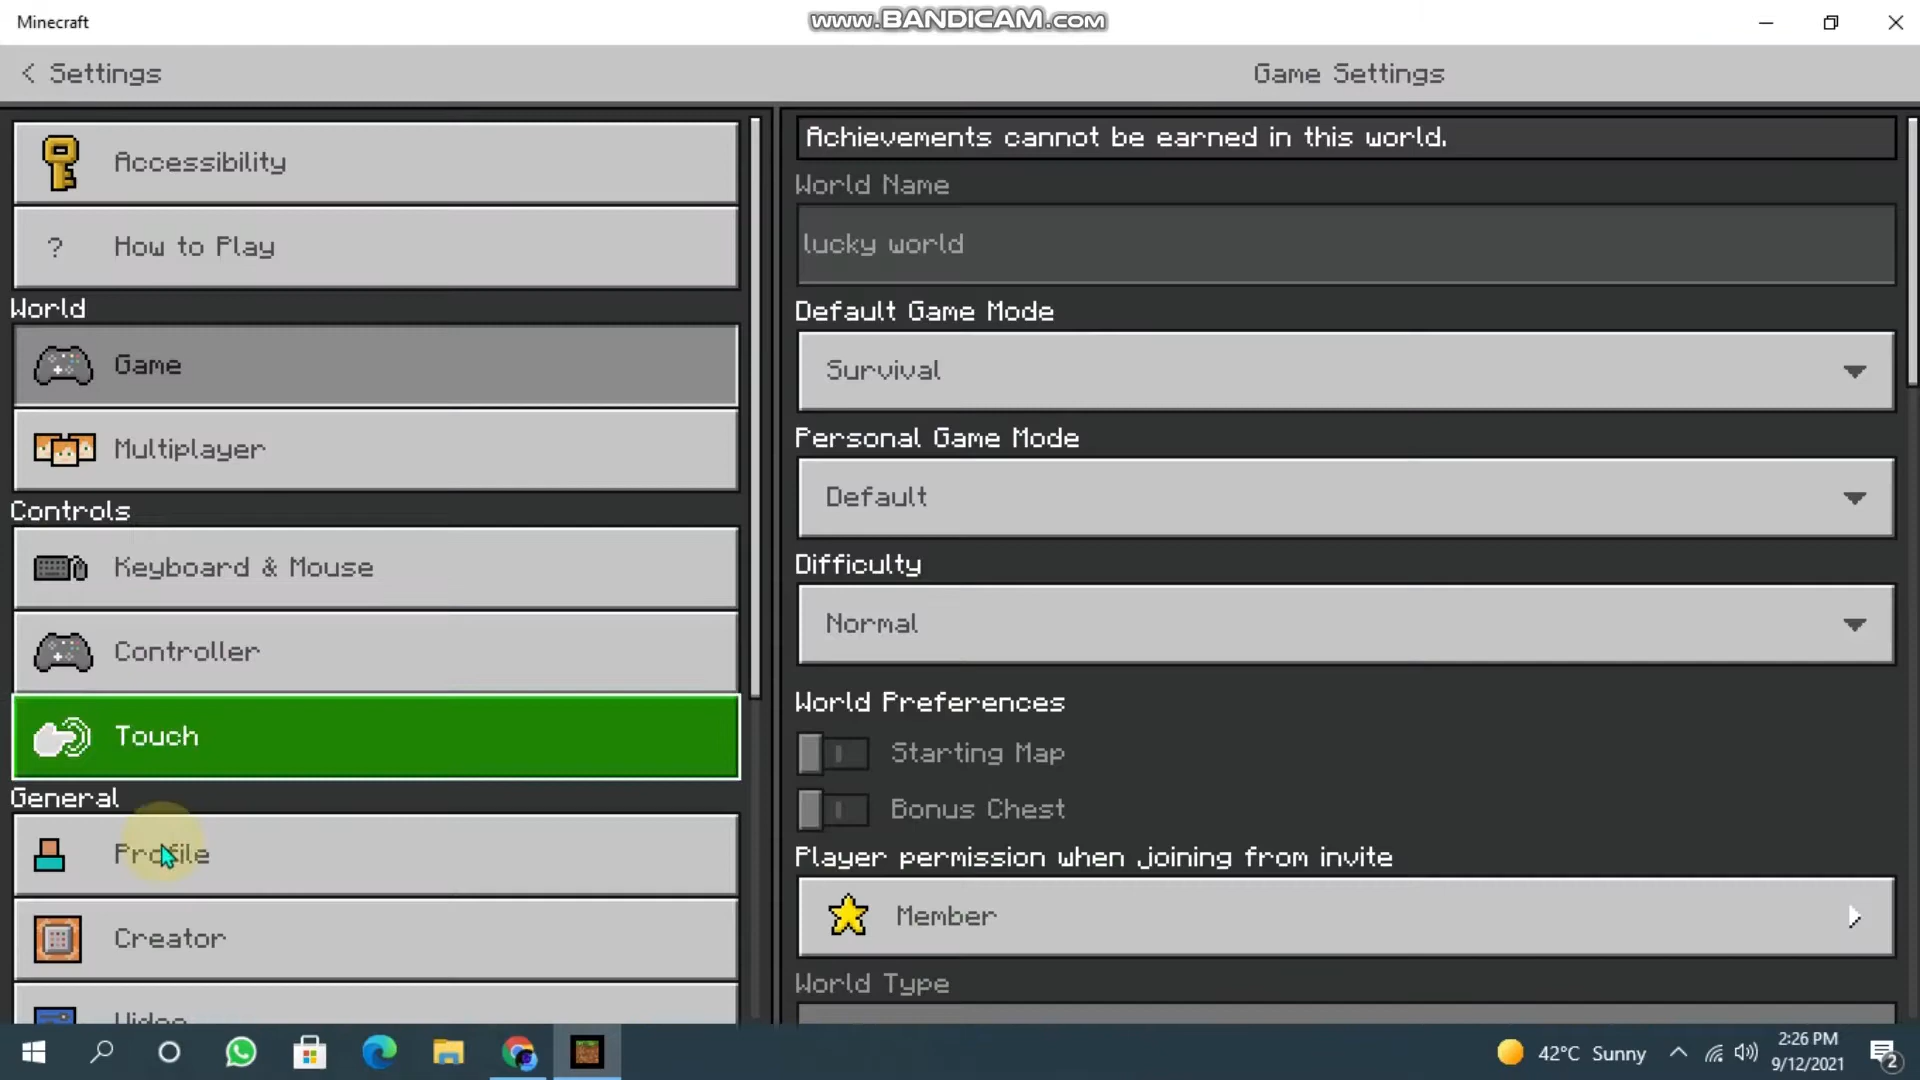 Minecraft
www.BANDICAM.com
Settings
Game Settings
Accessibility
? How to Play
World
Game
Multiplayer
Controls
Keyboard & Mouse
Controller
Touch
General
Profile
Creator
Video
Achievements cannot be earned in this world.
World Name
lucky world
Default Game Mode
Survival
Personal Game Mode
Default
Difficulty
Normal
World Preferences
Starting Map
Bonus Chest
Player permission when joining from invite
Member
World Type
42°C Sunny
2:26 PM
9/12/2021
2